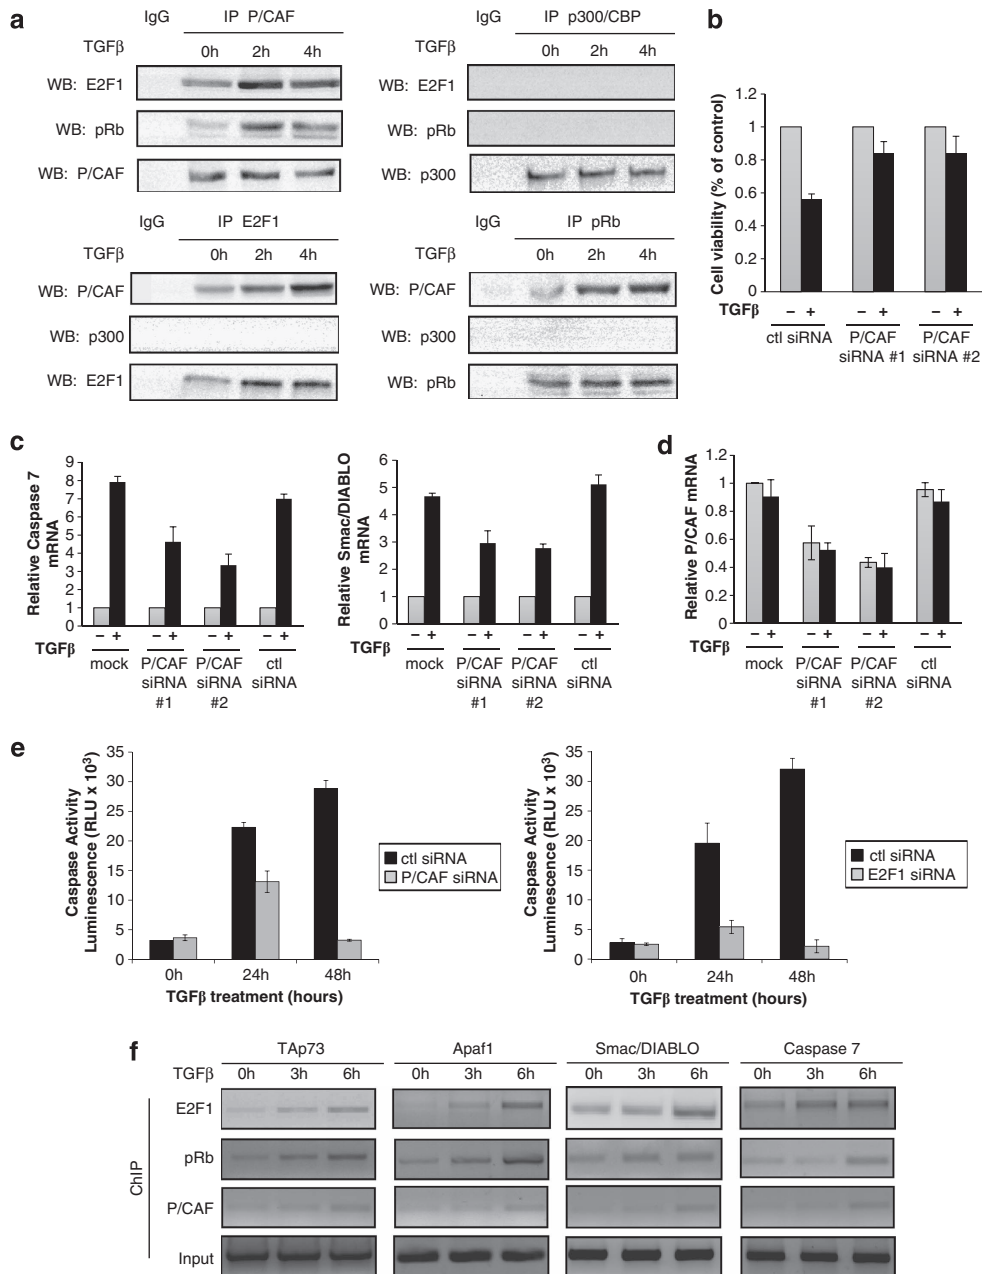 a
IgG IP P/CAF
TGFβ 0h 2h 4h
WB: E2F1
WB: pRb
WB: P/CAF
IgG IP p300/CBP
TGFβ 0h 2h 4h
WB: E2F1
WB: pRb
WB: p300
IgG IP E2F1
TGFβ 0h 2h 4h
WB: P/CAF
WB: p300
WB: E2F1
IgG IP pRb
TGFβ 0h 2h 4h
WB: P/CAF
WB: p300
WB: pRb
b
Cell viability (% of control)
1.2
1
0.8
0.6
0.4
0.2
0
TGFβ – + – + – +
ctl siRNA P/CAF siRNA #1 P/CAF siRNA #2
c
Relative Caspase 7 mRNA
9
8
7
6
5
4
3
2
1
0
TGFβ – + – + – + – +
mock P/CAF siRNA #1 P/CAF siRNA #2 ctl siRNA
Relative Smac/DIABLO mRNA
6
5
4
3
2
1
0
TGFβ – + – + – + – +
mock P/CAF siRNA #1 P/CAF siRNA #2 ctl siRNA
d
Relative P/CAF mRNA
1.2
1
0.8
0.6
0.4
0.2
0
TGFβ – + – + – + – +
mock P/CAF siRNA #1 P/CAF siRNA #2 ctl siRNA
e
Caspase Activity
Luminescence (RLU x 10³)
35
30
25
20
15
10
5
0
0h 24h 48h
TGFβ treatment (hours)
ctl siRNA
P/CAF siRNA
Caspase Activity
Luminescence (RLU x 10³)
35
30
25
20
15
10
5
0
0h 24h 48h
TGFβ treatment (hours)
ctl siRNA
E2F1 siRNA
f
TAp73 Apaf1 Smac/DIABLO Caspase 7
TGFβ 0h 3h 6h 0h 3h 6h 0h 3h 6h 0h 3h 6h
ChIP
E2F1
pRb
P/CAF
Input